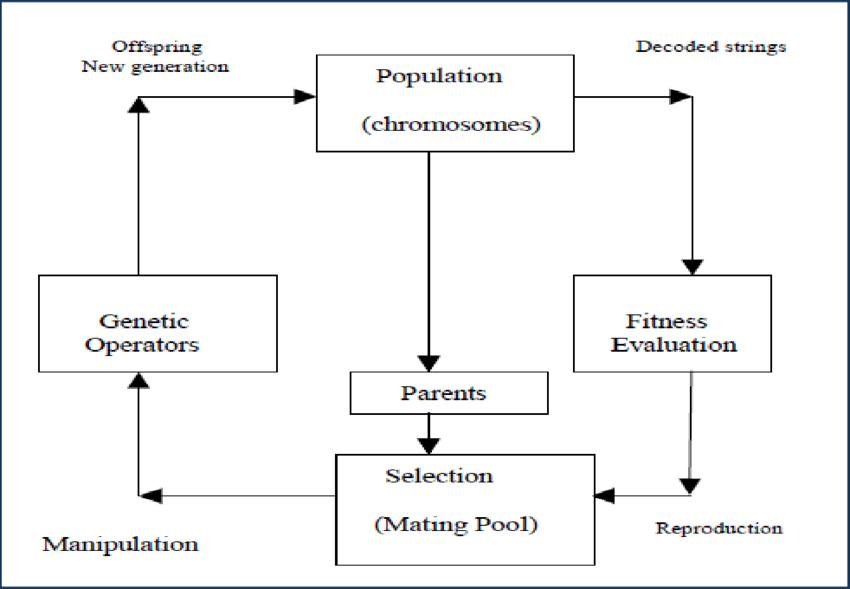 Offspring
New generation
Population
(chromosomes)
Decoded strings
Genetic
Operators
Fitness
Evaluation
Parents
Selection
(Mating Pool)
Manipulation
Reproduction